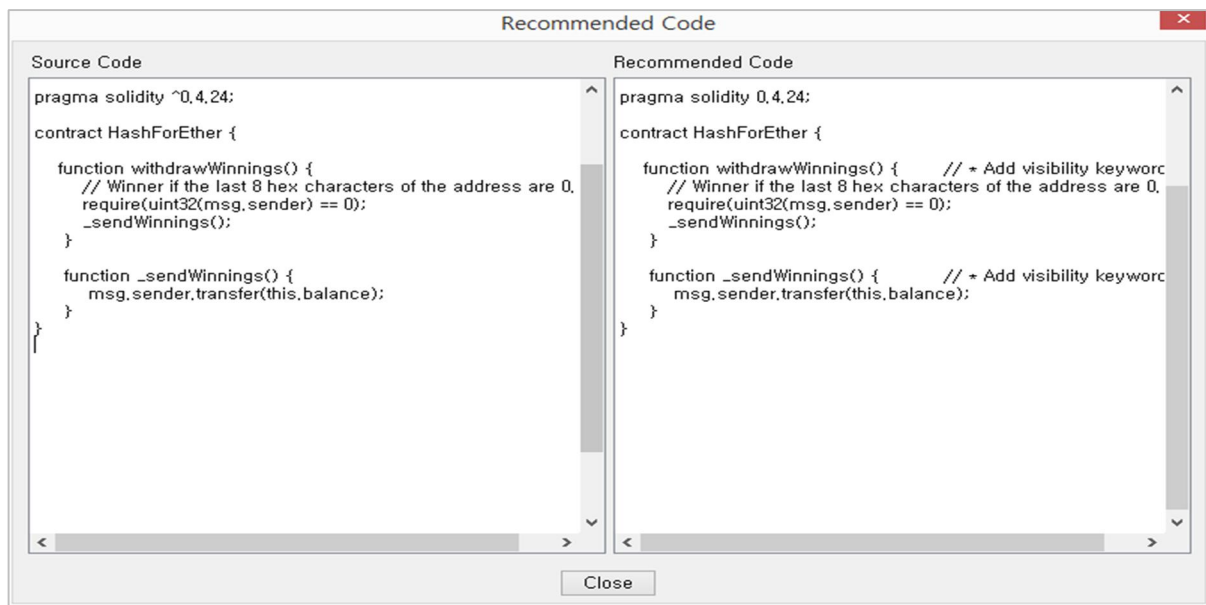 Recommended Code
Source Code
pragma solidity ^0.4.24;
contract HashForEther {
function withdrawWinnings() {
// Winner if the last 8 hex characters of the address are 0.
require(uint32(msg.sender) == 0);
_sendWinnings();
}
function _sendWinnings() {
msg.sender.transfer(this.balance);
}
}
Recommended Code
pragma solidity 0.4.24;
contract HashForEther {
function withdrawWinnings() { // * Add visibility keyword
// Winner if the last 8 hex characters of the address are 0.
require(uint32(msg.sender) == 0);
_sendWinnings();
}
function _sendWinnings() { // * Add visibility keyword
msg.sender.transfer(this.balance);
}
}
Close